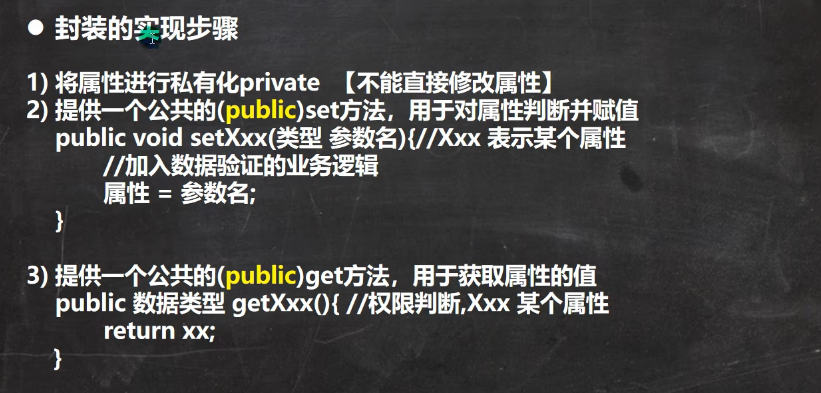 ● 封装的实现步骤
1) 将属性进行私有化private 【不能直接修改属性】
2) 提供一个公共的(public)set方法，用于对属性判断并赋值
public void setXxx(类型 参数名){//Xxx 表示某个属性
//加入数据验证的业务逻辑
属性 = 参数名;
}
3) 提供一个公共的(public)get方法，用于获取属性的值
public 数据类型 getXxx(){ //权限判断,Xxx 某个属性
return xx;
}